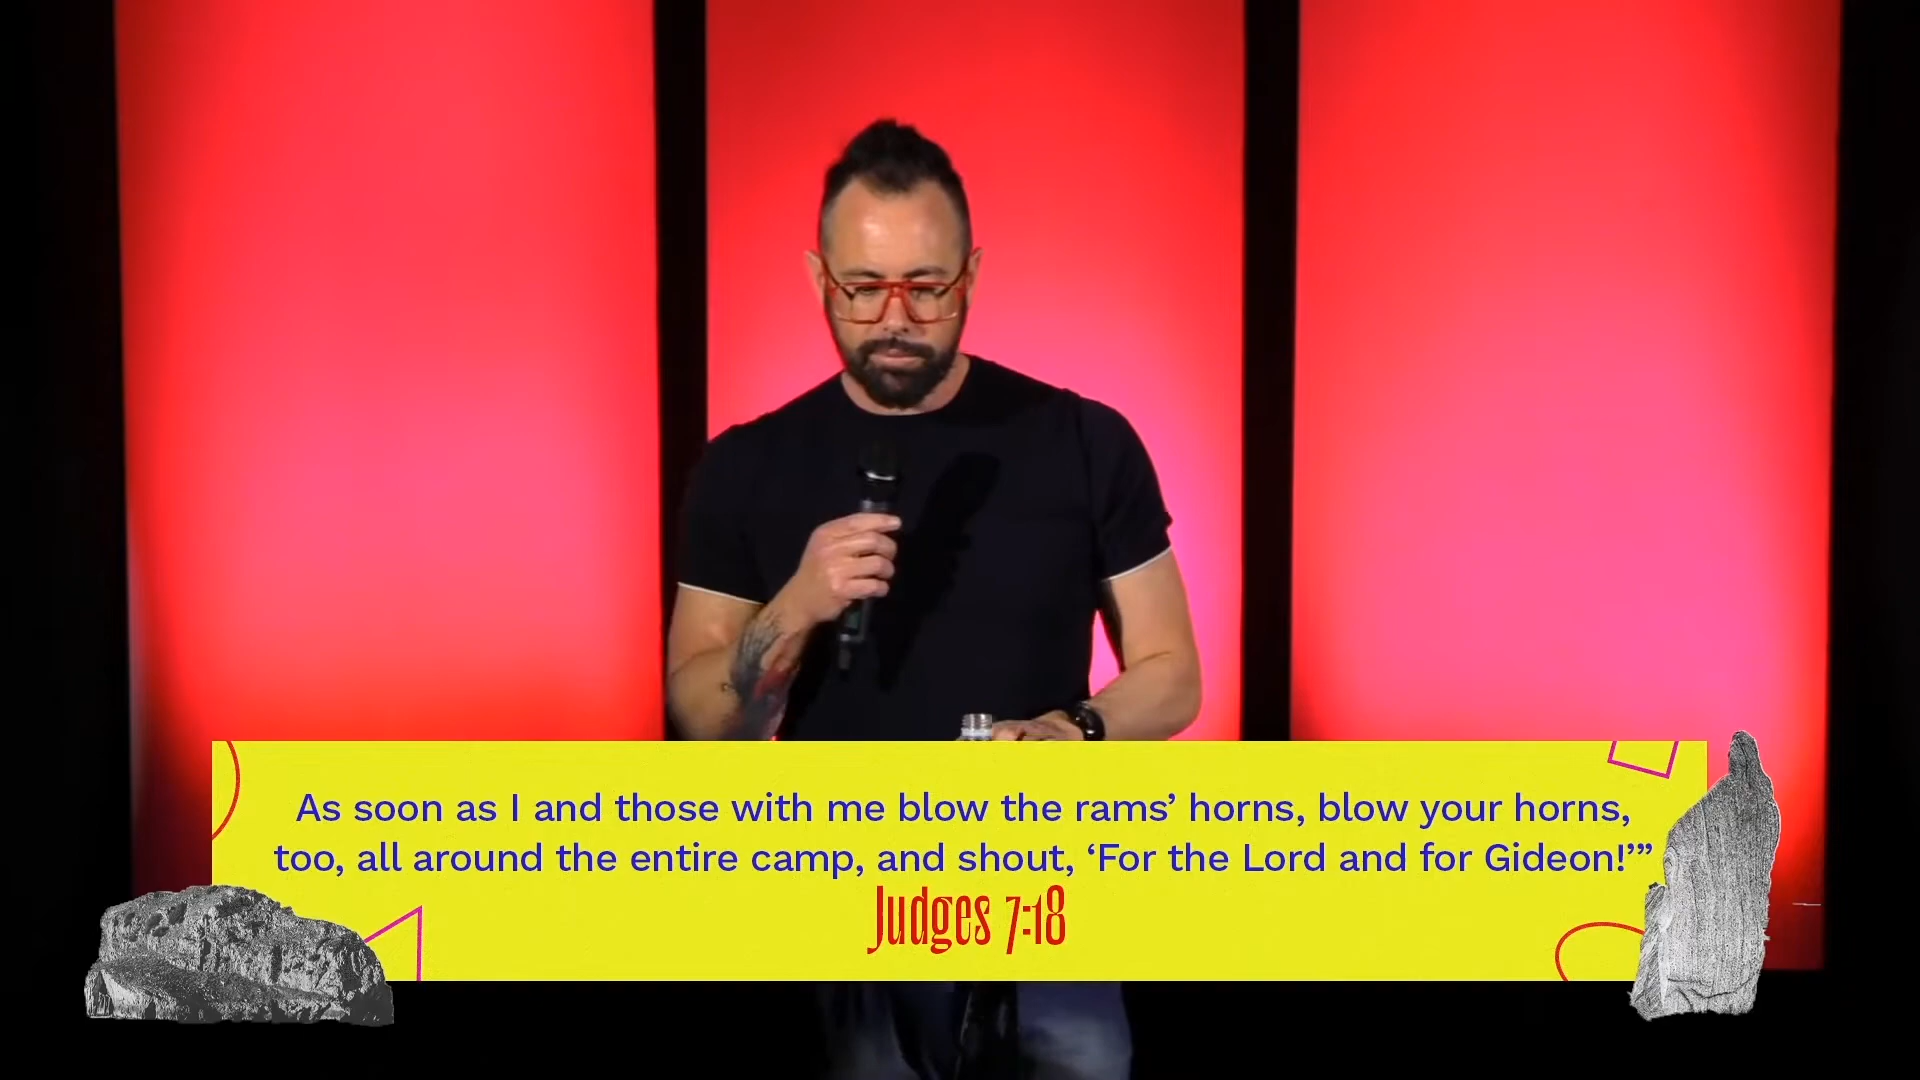 As soon as I and those with me blow the rams’ horns, blow your horns,
too, all around the entire camp, and shout, ‘For the Lord and for Gideon!’”
Judges 7:18